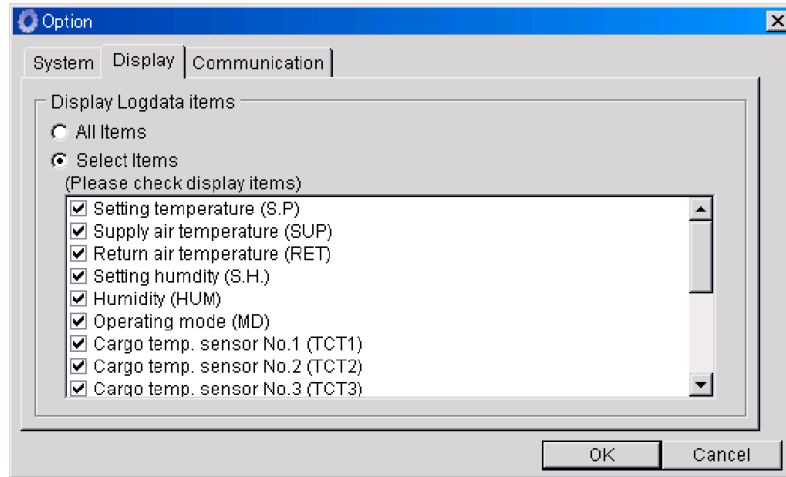 Option
System Display Communication
Display Logdata items
All Items
Select Items
(Please check display items)
Setting temperature (S.P)
Supply air temperature (SUP)
Return air temperature (RET)
Setting humdity (S.H.)
Humidity (HUM)
Operating mode (MD)
Cargo temp. sensor No.1 (TCT1)
Cargo temp. sensor No.2 (TCT2)
Cargo temp. sensor No.3 (TCT3)
OK Cancel